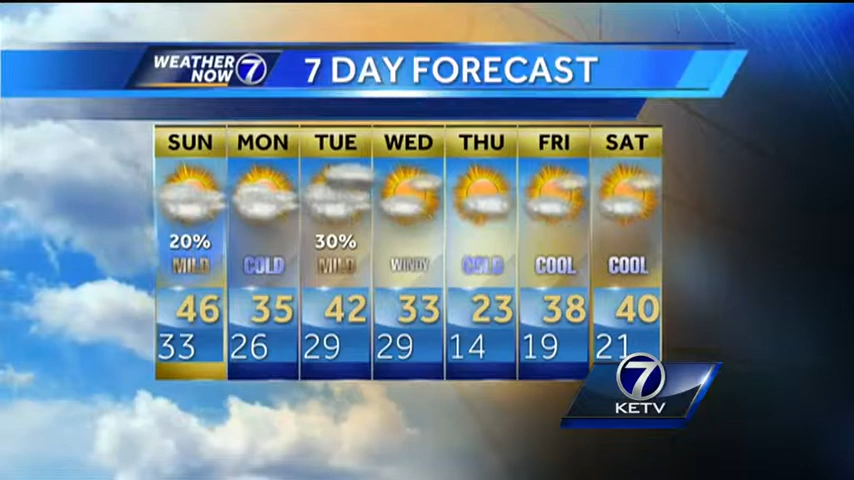 WEATHER NOW 7
7 DAY FORECAST
SUN MON TUE WED THU FRI SAT
20% 30%
MILD COLD MILD WINDY COLD COOL COOL
46 35 42 33 23 38 40
33 26 29 29 14 19 21
7
KETV